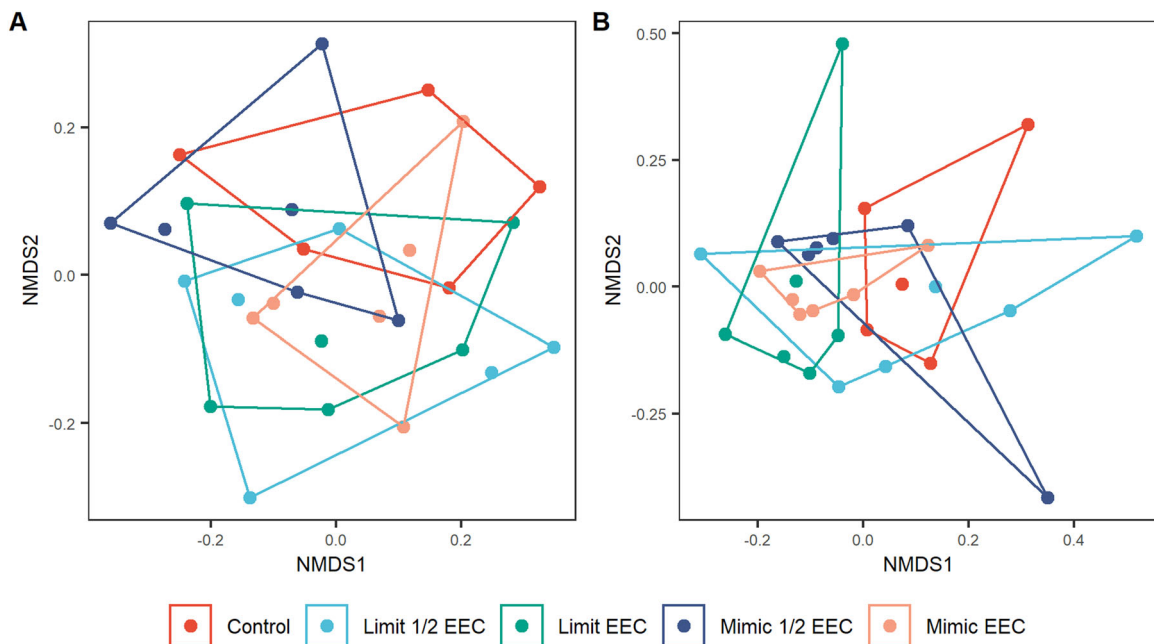 A
0.2
0.0
-0.2
NMDS2
-0.2
0.0
0.2
NMDS1
B
0.50
0.25
0.00
-0.25
NMDS2
-0.2
0.0
0.2
0.4
NMDS1
Control
Limit 1/2 EEC
Limit EEC
Mimic 1/2 EEC
Mimic EEC